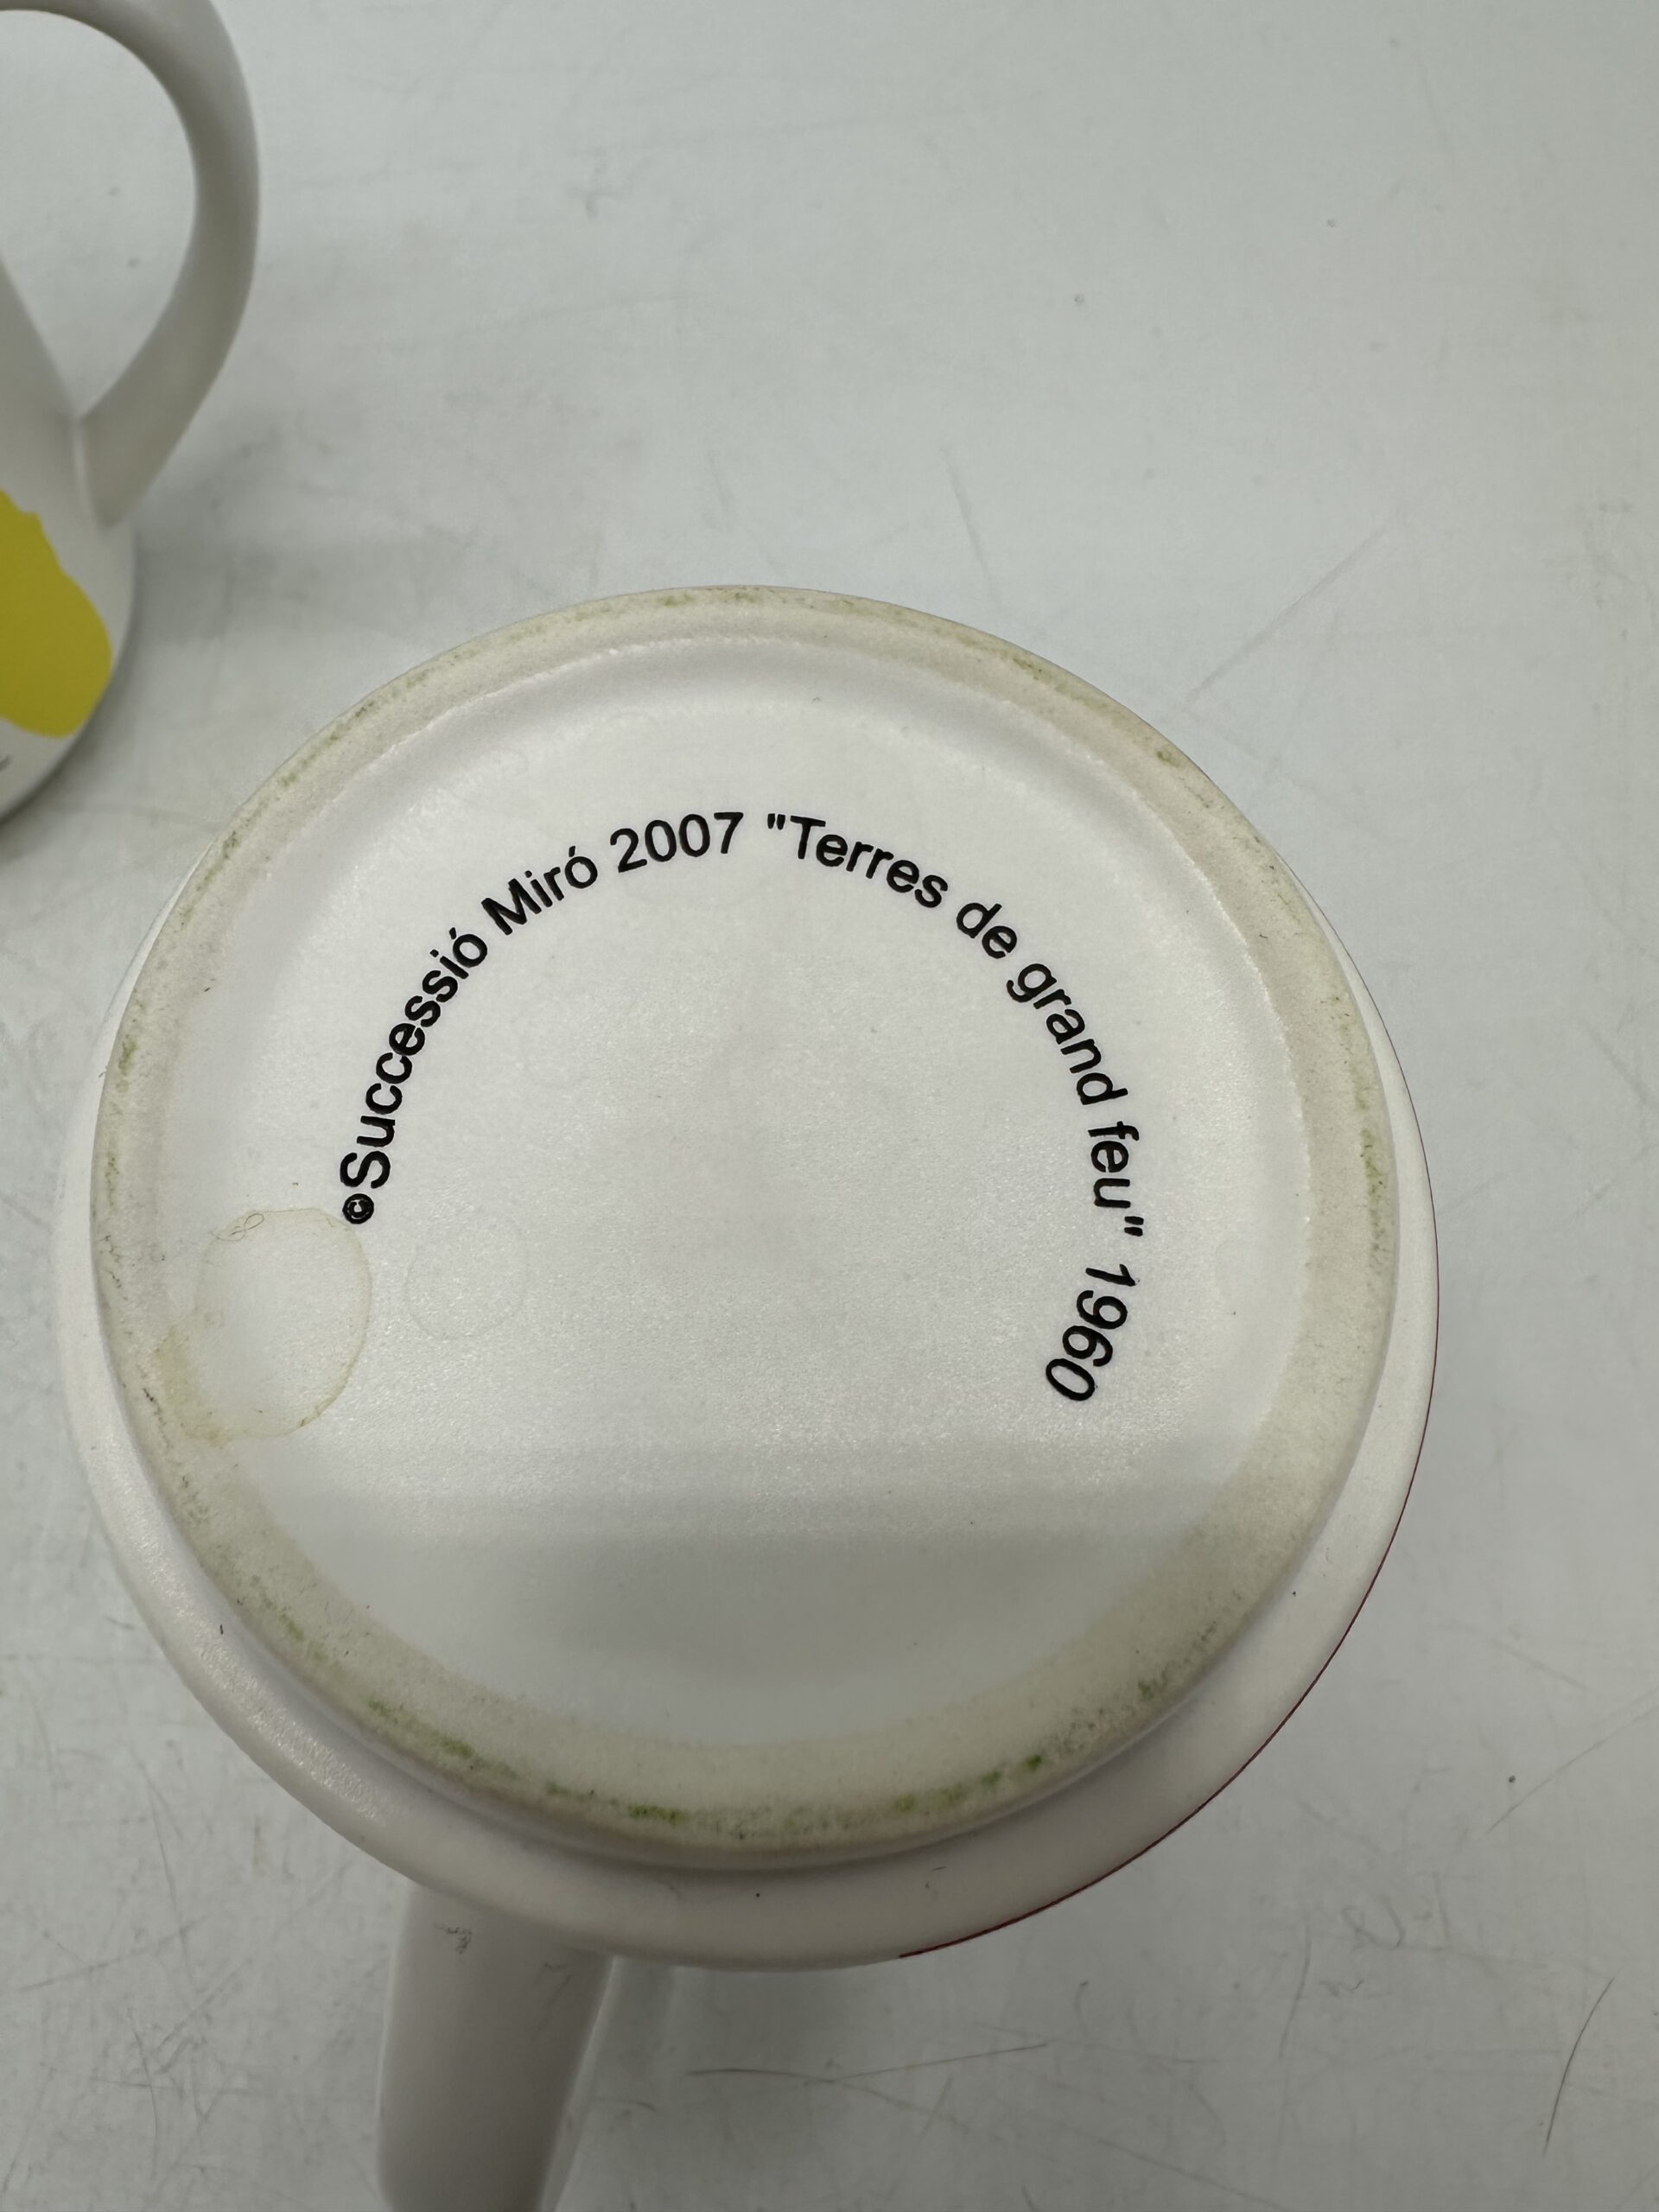 ©Successió Miró 2007 "Terres de grand feu" 1960